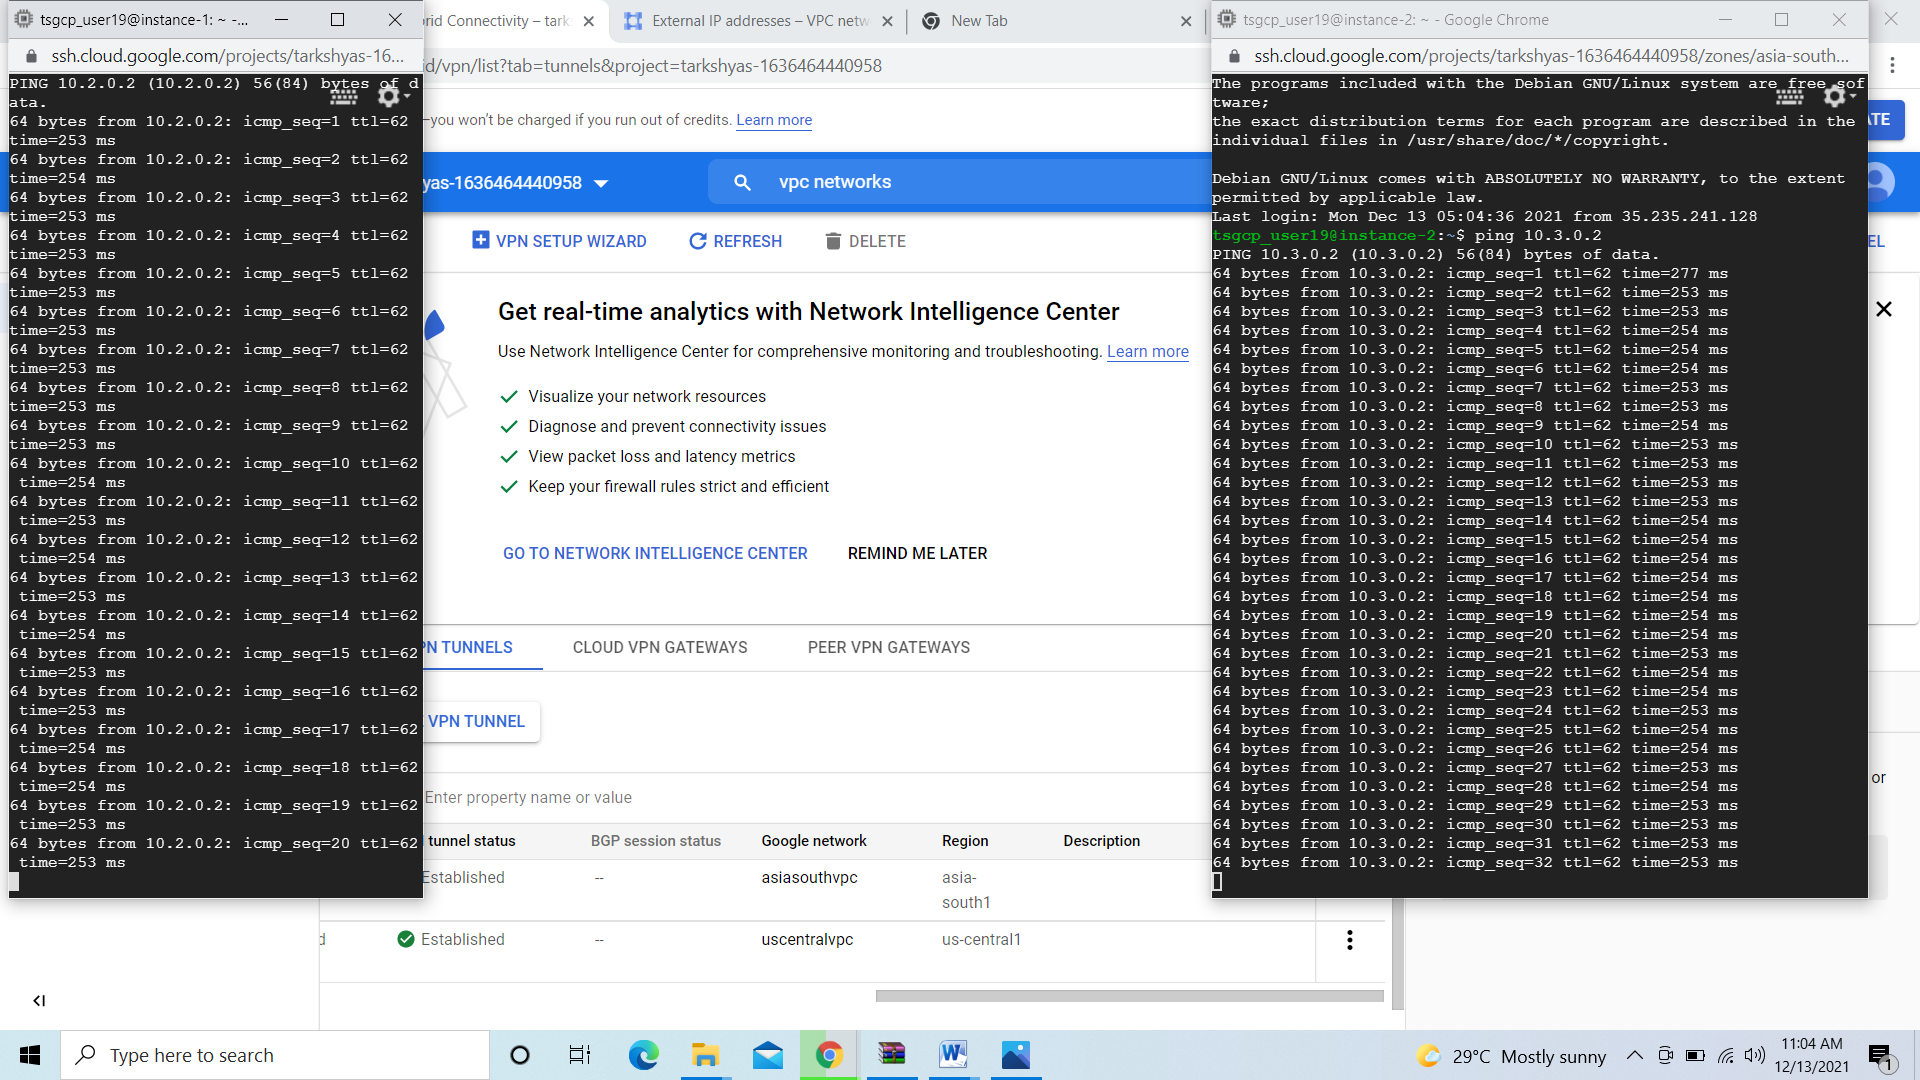 tsgcp_user19@instance-1: ~ -...
ssh.cloud.google.com/projects/tarkshyas-16...
PING 10.2.0.2 (10.2.0.2) 56(84) bytes of d
ata.
64 bytes from 10.2.0.2: icmp_seq=1 ttl=62
time=253 ms
64 bytes from 10.2.0.2: icmp_seq=2 ttl=62
time=254 ms
64 bytes from 10.2.0.2: icmp_seq=3 ttl=62
time=253 ms
64 bytes from 10.2.0.2: icmp_seq=4 ttl=62
time=253 ms
64 bytes from 10.2.0.2: icmp_seq=5 ttl=62
time=253 ms
64 bytes from 10.2.0.2: icmp_seq=6 ttl=62
time=253 ms
64 bytes from 10.2.0.2: icmp_seq=7 ttl=62
time=253 ms
64 bytes from 10.2.0.2: icmp_seq=8 ttl=62
time=253 ms
64 bytes from 10.2.0.2: icmp_seq=9 ttl=62
time=253 ms
64 bytes from 10.2.0.2: icmp_seq=10 ttl=62
time=254 ms
64 bytes from 10.2.0.2: icmp_seq=11 ttl=62
time=253 ms
64 bytes from 10.2.0.2: icmp_seq=12 ttl=62
time=254 ms
64 bytes from 10.2.0.2: icmp_seq=13 ttl=62
time=253 ms
64 bytes from 10.2.0.2: icmp_seq=14 ttl=62
time=254 ms
64 bytes from 10.2.0.2: icmp_seq=15 ttl=62
time=253 ms
64 bytes from 10.2.0.2: icmp_seq=16 ttl=62
time=253 ms
64 bytes from 10.2.0.2: icmp_seq=17 ttl=62
time=254 ms
64 bytes from 10.2.0.2: icmp_seq=18 ttl=62
time=254 ms
64 bytes from 10.2.0.2: icmp_seq=19 ttl=62
time=253 ms
64 bytes from 10.2.0.2: icmp_seq=20 ttl=62
time=253 ms
rid Connectivity – tark
External IP addresses – VPC netw
New Tab
id/vpn/list?tab=tunnels&project=tarkshyas-1636464440958
—you won't be charged if you run out of credits. Learn more
yas-1636464440958
vpc networks
VPN SETUP WIZARD
REFRESH
DELETE
Get real-time analytics with Network Intelligence Center
Use Network Intelligence Center for comprehensive monitoring and troubleshooting. Learn more
Visualize your network resources
Diagnose and prevent connectivity issues
View packet loss and latency metrics
Keep your firewall rules strict and efficient
GO TO NETWORK INTELLIGENCE CENTER
REMIND ME LATER
PN TUNNELS
CLOUD VPN GATEWAYS
PEER VPN GATEWAYS
VPN TUNNEL
Enter property name or value
tunnel status
BGP session status
Google network
Region
Description
Established
--
asiasouthvpc
asia-
south1
d
Established
--
uscentralvpc
us-central1
tsgcp_user19@instance-2: ~ - Google Chrome
ssh.cloud.google.com/projects/tarkshyas-1636464440958/zones/asia-south...
The programs included with the Debian GNU/Linux system are free sof
tware;
the exact distribution terms for each program are described in the
individual files in /usr/share/doc/*/copyright.
Debian GNU/Linux comes with ABSOLUTELY NO WARRANTY, to the extent
permitted by applicable law.
Last login: Mon Dec 13 05:04:36 2021 from 35.235.241.128
tsgcp_user19@instance-2:~$ ping 10.3.0.2
PING 10.3.0.2 (10.3.0.2) 56(84) bytes of data.
64 bytes from 10.3.0.2: icmp_seq=1 ttl=62 time=277 ms
64 bytes from 10.3.0.2: icmp_seq=2 ttl=62 time=253 ms
64 bytes from 10.3.0.2: icmp_seq=3 ttl=62 time=253 ms
64 bytes from 10.3.0.2: icmp_seq=4 ttl=62 time=254 ms
64 bytes from 10.3.0.2: icmp_seq=5 ttl=62 time=254 ms
64 bytes from 10.3.0.2: icmp_seq=6 ttl=62 time=254 ms
64 bytes from 10.3.0.2: icmp_seq=7 ttl=62 time=253 ms
64 bytes from 10.3.0.2: icmp_seq=8 ttl=62 time=253 ms
64 bytes from 10.3.0.2: icmp_seq=9 ttl=62 time=254 ms
64 bytes from 10.3.0.2: icmp_seq=10 ttl=62 time=253 ms
64 bytes from 10.3.0.2: icmp_seq=11 ttl=62 time=253 ms
64 bytes from 10.3.0.2: icmp_seq=12 ttl=62 time=253 ms
64 bytes from 10.3.0.2: icmp_seq=13 ttl=62 time=253 ms
64 bytes from 10.3.0.2: icmp_seq=14 ttl=62 time=254 ms
64 bytes from 10.3.0.2: icmp_seq=15 ttl=62 time=254 ms
64 bytes from 10.3.0.2: icmp_seq=16 ttl=62 time=254 ms
64 bytes from 10.3.0.2: icmp_seq=17 ttl=62 time=254 ms
64 bytes from 10.3.0.2: icmp_seq=18 ttl=62 time=254 ms
64 bytes from 10.3.0.2: icmp_seq=19 ttl=62 time=254 ms
64 bytes from 10.3.0.2: icmp_seq=20 ttl=62 time=254 ms
64 bytes from 10.3.0.2: icmp_seq=21 ttl=62 time=253 ms
64 bytes from 10.3.0.2: icmp_seq=22 ttl=62 time=254 ms
64 bytes from 10.3.0.2: icmp_seq=23 ttl=62 time=254 ms
64 bytes from 10.3.0.2: icmp_seq=24 ttl=62 time=253 ms
64 bytes from 10.3.0.2: icmp_seq=25 ttl=62 time=254 ms
64 bytes from 10.3.0.2: icmp_seq=26 ttl=62 time=254 ms
64 bytes from 10.3.0.2: icmp_seq=27 ttl=62 time=253 ms
64 bytes from 10.3.0.2: icmp_seq=28 ttl=62 time=254 ms
64 bytes from 10.3.0.2: icmp_seq=29 ttl=62 time=253 ms
64 bytes from 10.3.0.2: icmp_seq=30 ttl=62 time=253 ms
64 bytes from 10.3.0.2: icmp_seq=31 ttl=62 time=253 ms
64 bytes from 10.3.0.2: icmp_seq=32 ttl=62 time=253 ms
ATE
EL
or
Type here to search
29°C Mostly sunny
11:04 AM
12/13/2021
1